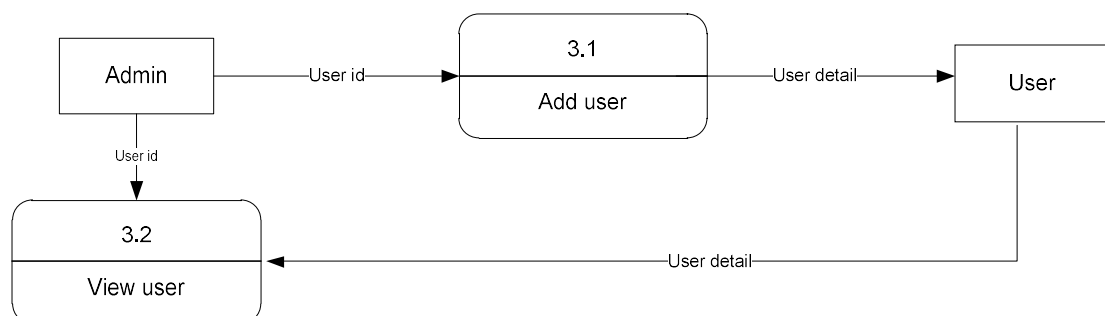 3.1
Admin
User id
User detail
User
Add user
User id
3.2
View user
User detail